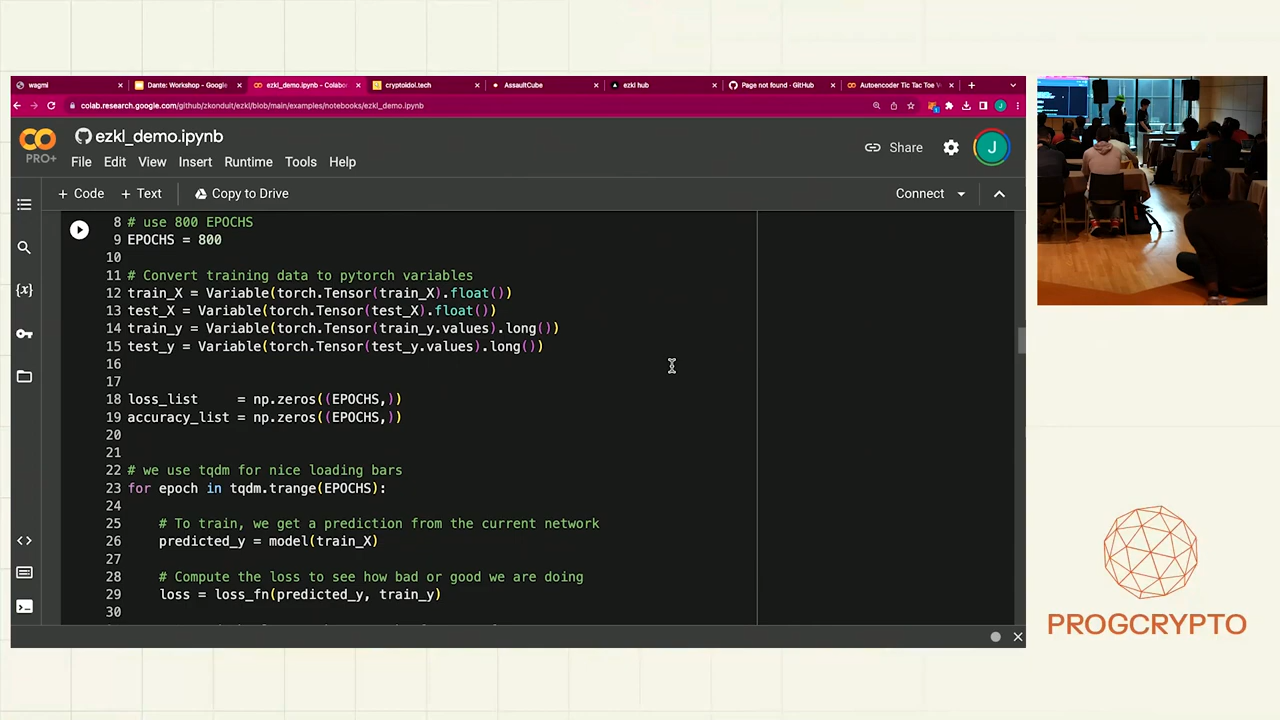 wagmi
Dante: Workshop - Google
ezkl_demo.ipynb - Colabo
cryptoidol.tech
AssaultCube
ezkl hub
Page not found · GitHub
Autoencoder Tic Tac Toe V
colab.research.google.com/github/zkonduit/ezkl/blob/main/examples/notebooks/ezkl_demo.ipynb
J
CO
PRO+
ezkl_demo.ipynb
File Edit View Insert Runtime Tools Help
Share
J
+ Code + Text
Copy to Drive
Connect
{x}
8 # use 800 EPOCHS
9 EPOCHS = 800
10
11 # Convert training data to pytorch variables
12 train_X = Variable(torch.Tensor(train_X).float())
13 test_X = Variable(torch.Tensor(test_X).float())
14 train_y = Variable(torch.Tensor(train_y.values).long())
15 test_y = Variable(torch.Tensor(test_y.values).long())
16
17
18 loss_list     = np.zeros((EPOCHS,))
19 accuracy_list = np.zeros((EPOCHS,))
20
21
22 # we use tqdm for nice loading bars
23 for epoch in tqdm.trange(EPOCHS):
24
25     # To train, we get a prediction from the current network
26     predicted_y = model(train_X)
27
28     # Compute the loss to see how bad or good we are doing
29     loss = loss_fn(predicted_y, train_y)
30
PROGCRYPTO